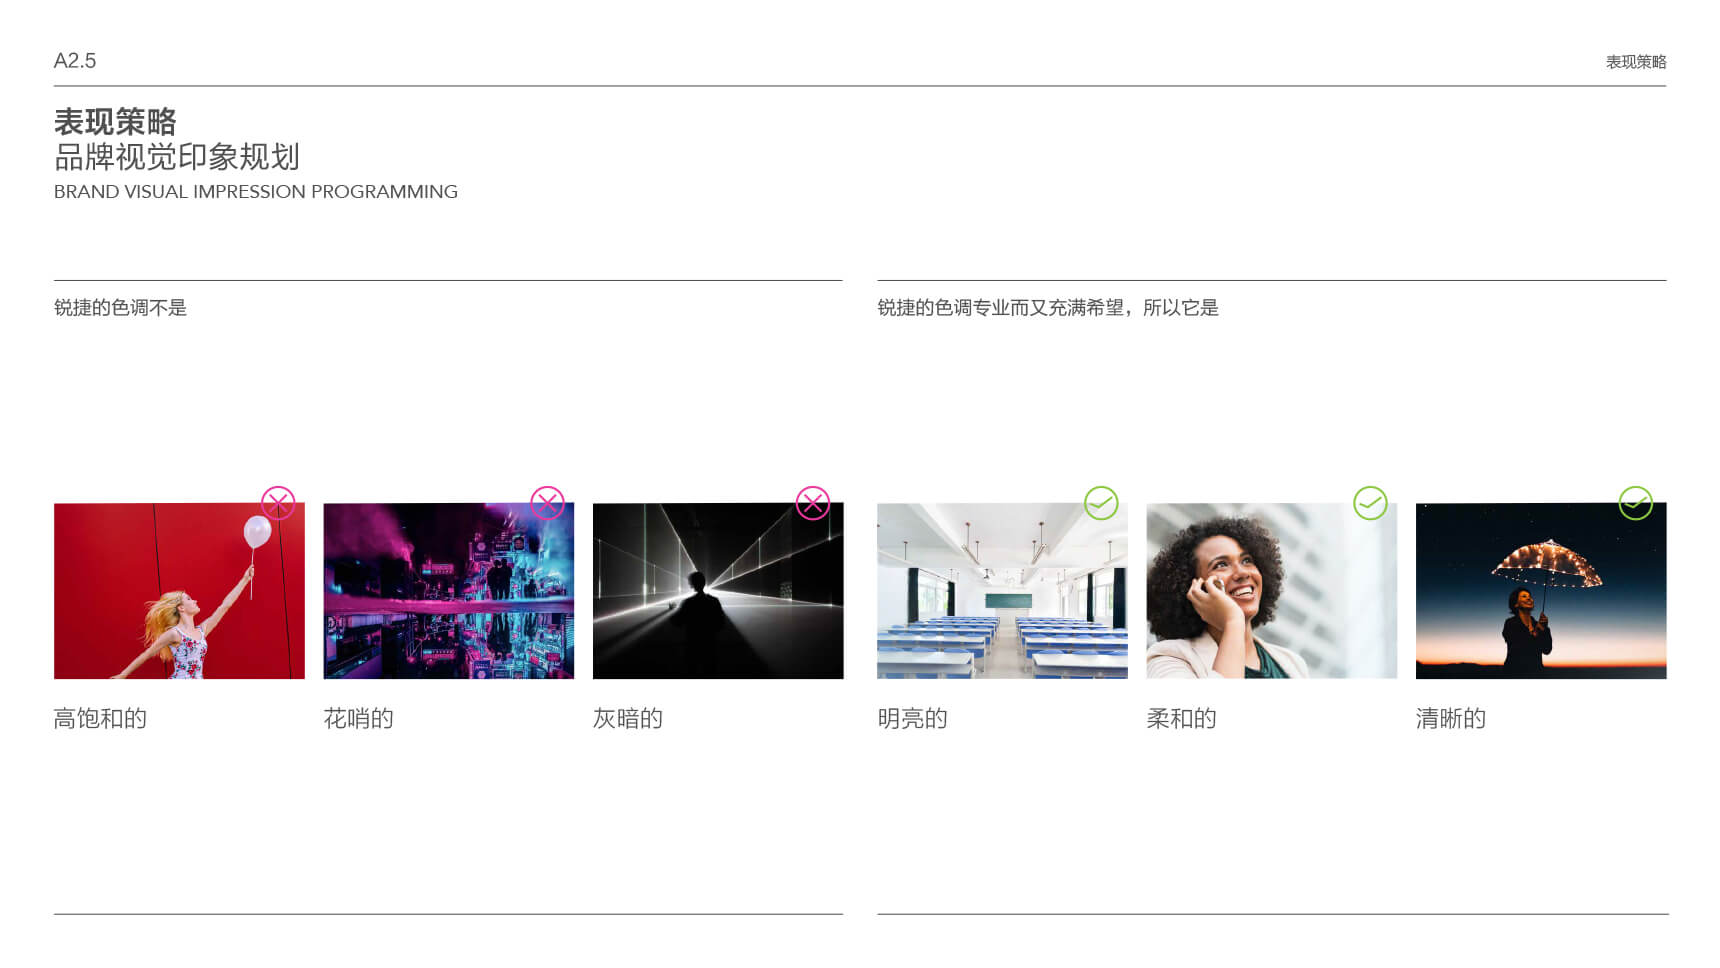 A2.5
表现策略
表现策略
品牌视觉印象规划
BRAND VISUAL IMPRESSION PROGRAMMING
锐捷的色调不是
锐捷的色调专业而又充满希望，所以它是
高饱和的
花哨的
灰暗的
明亮的
柔和的
清晰的